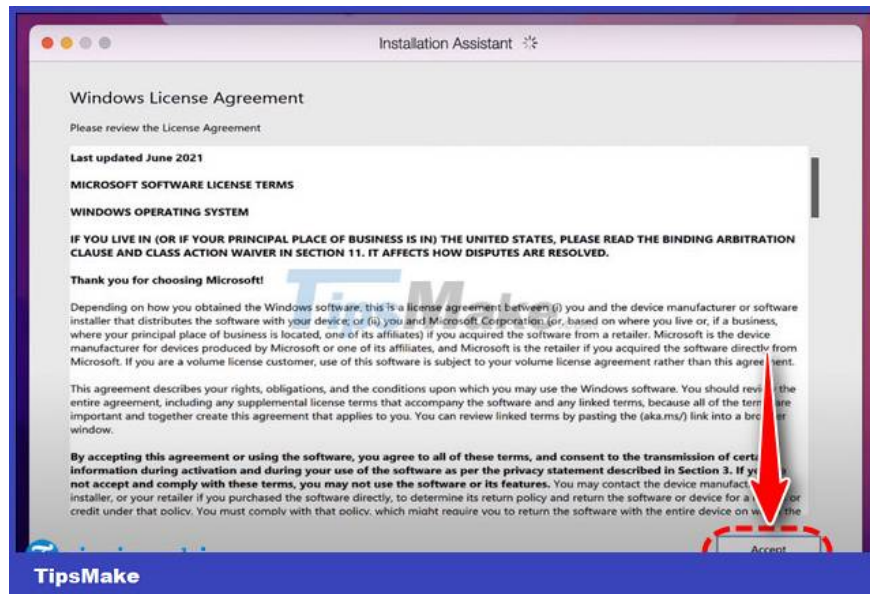 Installation Assistant
Windows License Agreement
Please review the License Agreement
Last updated June 2021
MICROSOFT SOFTWARE LICENSE TERMS
WINDOWS OPERATING SYSTEM
IF YOU LIVE IN (OR IF YOUR PRINCIPAL PLACE OF BUSINESS IS IN) THE UNITED STATES, PLEASE READ THE BINDING ARBITRATION
CLAUSE AND CLASS ACTION WAIVER IN SECTION 11. IT AFFECTS HOW DISPUTES ARE RESOLVED.
Thank you for choosing Microsoft!
TipsMake
Depending on how you obtained the Windows software, this is a license agreement between (i) you and the device manufacturer or software
installer that distributes the software with your device; or (ii) you and Microsoft Corporation (or, based on where you live or, if a business,
where your principal place of business is located, one of its affiliates) if you acquired the software from a retailer. Microsoft is the device
manufacturer for devices produced by Microsoft or one of its affiliates, and Microsoft is the retailer if you acquired the software directly from
Microsoft. If you are a volume license customer, use of this software is subject to your volume license agreement rather than this agreement.
This agreement describes your rights, obligations, and the conditions upon which you may use the Windows software. You should review the
entire agreement, including any supplemental license terms that accompany the software and any linked terms, because all of the terms are
important and together create this agreement that applies to you. You can review linked terms by pasting the (aka.ms/) link into a browser
window.
By accepting this agreement or using the software, you agree to all of these terms, and consent to the transmission of
information during activation and during your use of the software as per the privacy statement described in Section 3. If
not accept and comply with these terms, you may not use the software or its features. You may contact the device
installer, or your retailer if you purchased the software directly, to determine its return policy and return the software or device for a or
credit under that policy. You must comply with that policy, which might require you to return the software with the entire device on the
Accept
TipsMake